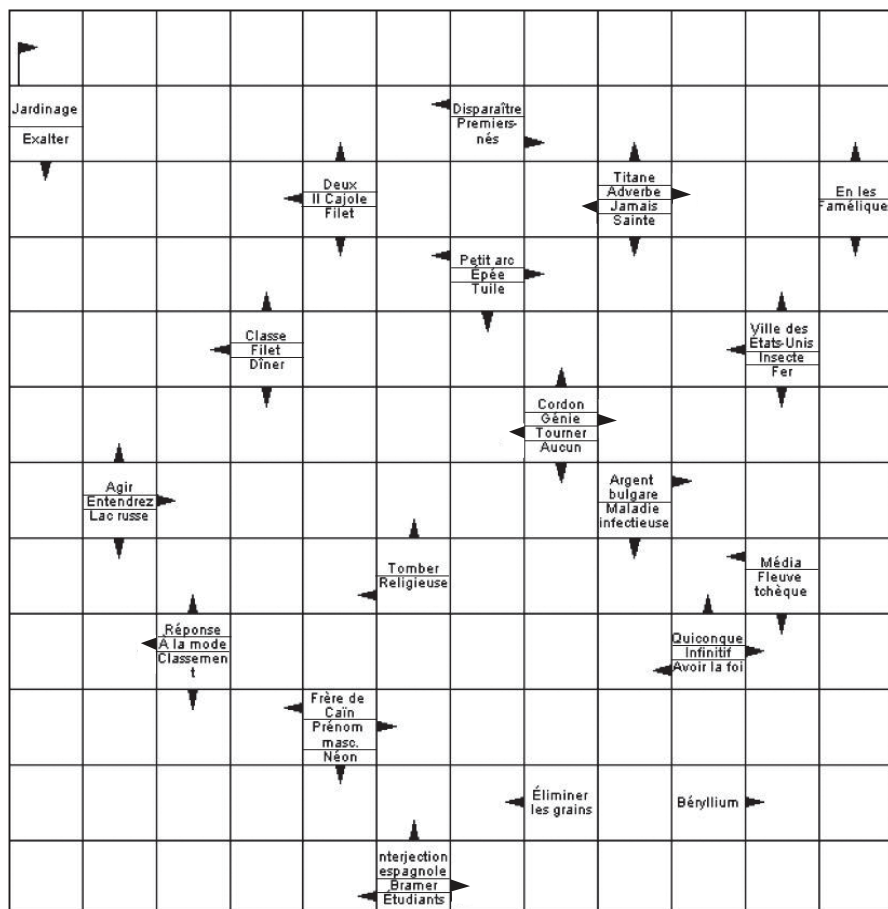 Jardinage
Exalter
Disparaître
Premiers-
nés
Deux
Il Cajole
Filet
Titane
Adverbe
Jamais
Sainte
En les
Famélique
Petit arc
Épée
Tuile
Classe
Filet
Dîner
Ville des
États-Unis
Insecte
Fer
Cordon
Génie
Tourner
Aucun
Agir
Entendrez
Lac russe
Argent
bulgare
Maladie
infectieuse
Tomber
Religieuse
Média
Fleuve
tchèque
Réponse
À la mode
Classemen
t
Quiconque
Infinitif
Avoir la foi
Frère de
Caïn
Prénom
masc.
Néon
Éliminer
les grains
Béryllium
nterjection
espagnole
Bramer
Étudiants